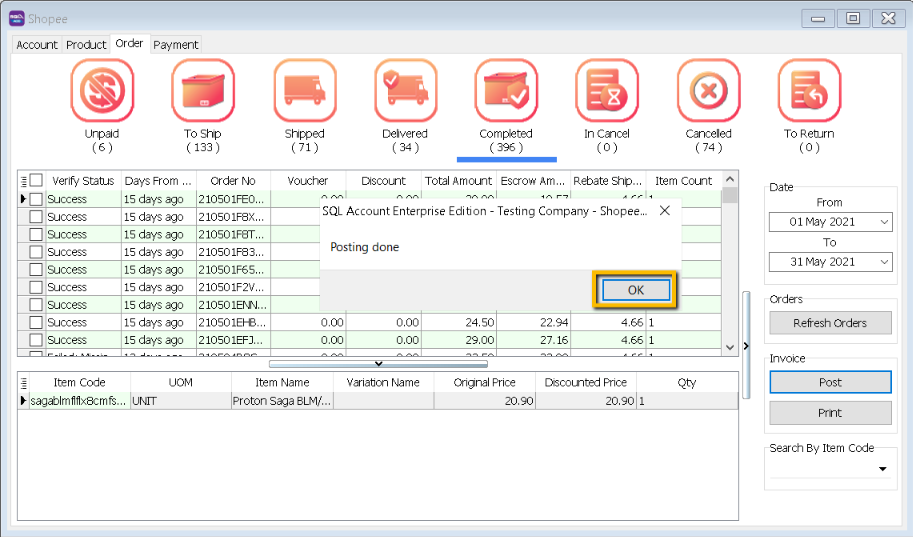 Shopee
Account Product Order Payment
Unpaid
( 6 )
To Ship
( 133 )
Shipped
( 71 )
Delivered
( 34 )
Completed
( 396 )
In Cancel
( 0 )
Cancelled
( 74 )
To Return
( 0 )
Verify Status Days From ... Order No Voucher Discount Total Amount Escrow Am... Rebate Ship... Item Count
Success 15 days ago 210501FE0...
Success 15 days ago 210501F8X...
Success 15 days ago 210501F8T...
Success 15 days ago 210501F83...
Success 15 days ago 210501F65...
Success 15 days ago 210501F2V...
Success 15 days ago 210501ENN...
Success 15 days ago 210501EHB... 0.00 0.00 24.50 22.94 4.66 1
Success 15 days ago 210501EFJ... 0.00 0.00 29.00 27.16 4.66 1
SQL Account Enterprise Edition - Testing Company - Shopee...
Posting done
OK
Item Code UOM Item Name Variation Name Original Price Discounted Price Qty
sagablmflflx8cmfs... UNIT Proton Saga BLM/... 20.90 20.90 1
Date
From
01 May 2021
To
31 May 2021
Orders
Refresh Orders
Invoice
Post
Print
Search By Item Code